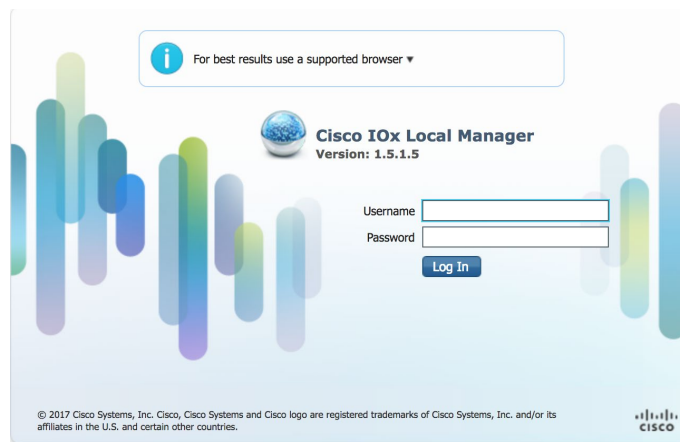 For best results use a supported browser ▾
Cisco IOx Local Manager
Version: 1.5.1.5
Username
Password
Log In
© 2017 Cisco Systems, Inc. Cisco, Cisco Systems and Cisco logo are registered trademarks of Cisco Systems, Inc. and/or its
affiliates in the U.S. and certain other countries.
CISCO